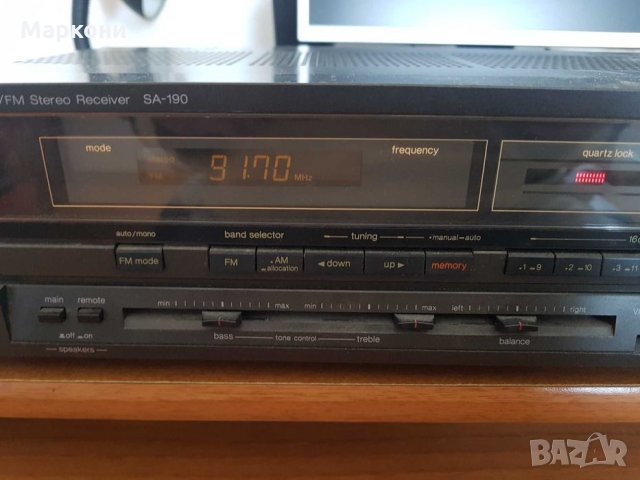 Маркони
/FM Stereo Receiver SA-190
mode
frequency
quartz lock
91.70 MHz
FM
auto/mono
band selector
tuning
manual-auto
FM mode
FM
AM
allocation
◄down
up►
memory
1 = 9
2 = 10
3 = 11
main
remote
min
max
min
max
left
right
off
on
speakers
bass
tone control
treble
balance
BAZAR